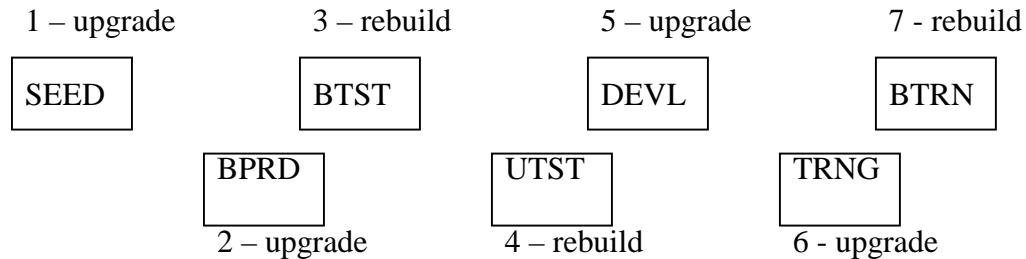 1 – upgrade 3 – rebuild 5 – upgrade 7 - rebuild
SEED BTST DEVL BTRN
BPRD UTST TRNG
2 – upgrade 4 – rebuild 6 - upgrade